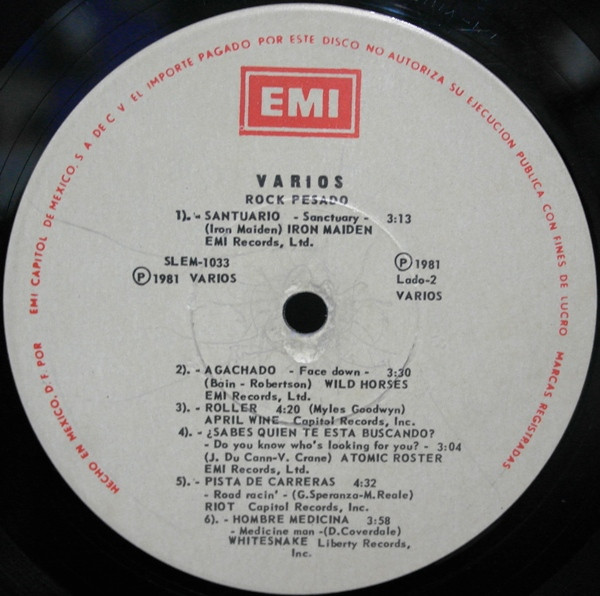 HECHO EN MEXICO, D. F. POR EMI CAPITOL DE MEXICO. S A DE C V EL IMPORTE PAGADO POR ESTE DISCO NO AUTORIZA SU EJECUCION PUBLICA CON FINES DE LUCRO MARCAS REGISTRADAS
EMI
VARIOS
ROCK PESADO
1). - SANTUARIO - Sanctuary - 3:13
(Iron Maiden) IRON MAIDEN
EMI Records, Ltd.
SLEM-1033
Ⓟ 1981 VARIOS
Ⓟ 1981
Lado-2
VARIOS
2). - AGACHADO - Face down - 3:30
(Bain - Robertson) WILD HORSES
EMI Records, Ltd.
3). - ROLLER 4:20 (Myles Goodwyn)
APRIL WINE Capitol Records, Inc.
4). - ¿SABES QUIEN TE ESTA BUSCANDO?
- Do you know who's looking for you? - 3:04
(J. Du Cann-V. Crane) ATOMIC ROSTER
EMI Records, Ltd.
5). - PISTA DE CARRERAS 4:32
- Road racin' - (G.Speranza-M.Reale)
RIOT Capitol Records, Inc.
6). - HOMBRE MEDICINA 3:58
- Medicine man -(D.Coverdale)
WHITESNAKE Liberty Records,
Inc.